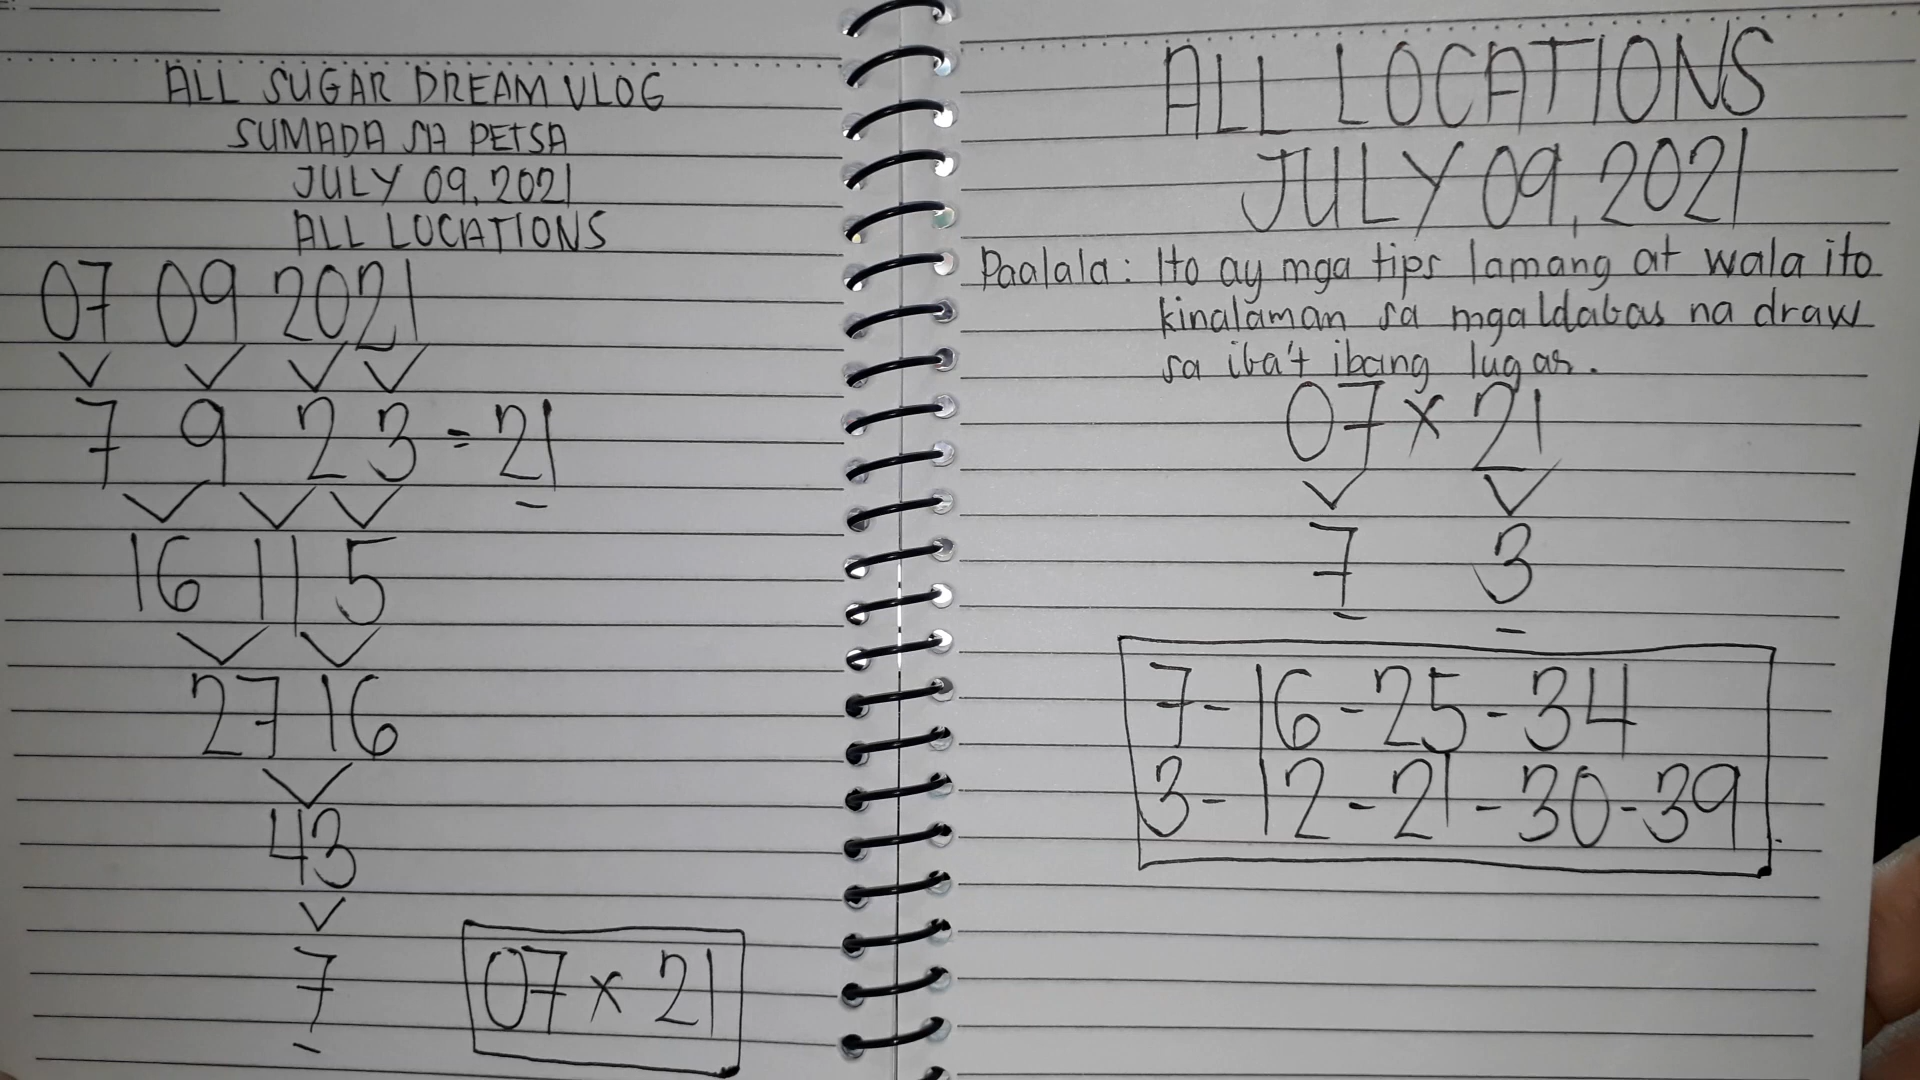 ALL SUGAR DREAM VLOG
SUMADA SA PETSA
JULY 09, 2021
ALL LOCATIONS
07 09 2021
7 9 2 3 = 21
16 11 5
27 16
43
7
07 x 21
ALL LOCATIONS
JULY 09, 2021
Paalala: Ito ay mga tips lamang at wala ito
kinalaman sa mga ldabas na draw
sa iba't ibang lugar.
07 x 21
7 3
7-16-25-34
3-12-21-30-39